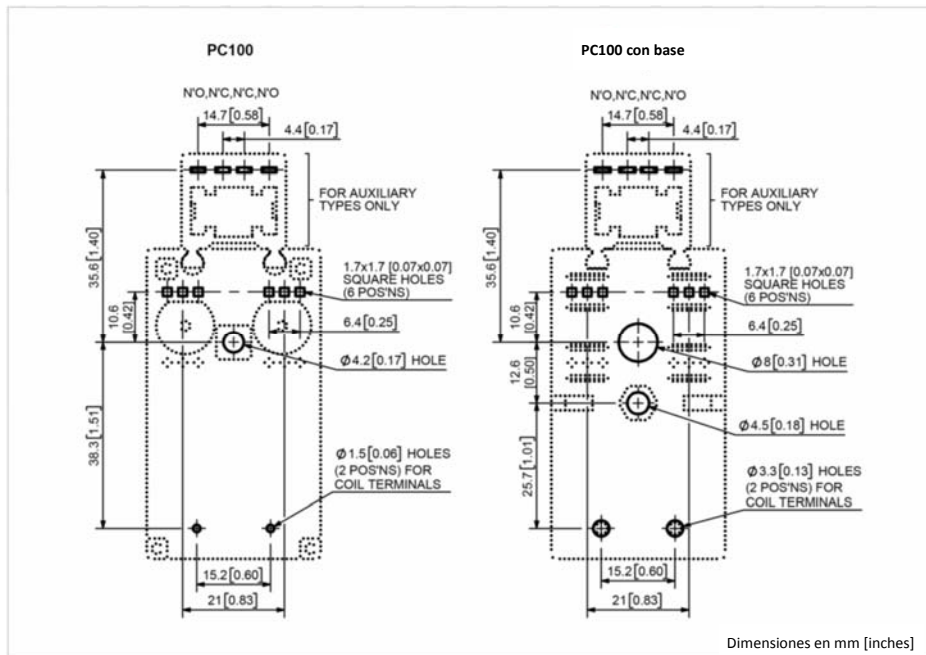 PC100
N'O,N'C,N'C,N'O
14.7[0.58]
4.4[0.17]
FOR AUXILIARY
TYPES ONLY
35.6[1.40]
1.7x1.7 [0.07x0.07]
SQUARE HOLES
(6 POS'NS)
10.6
[0.42]
6.4[0.25]
Ø4.2[0.17] HOLE
38.3[1.51]
Ø1.5[0.06] HOLES
(2 POS'NS) FOR
COIL TERMINALS
15.2[0.60]
21[0.83]
PC100 con base
N'O,N'C,N'C,N'O
14.7[0.58]
4.4[0.17]
FOR AUXILIARY
TYPES ONLY
35.6[1.40]
1.7x1.7 [0.07x0.07]
SQUARE HOLES
(6 POS'NS)
10.6
[0.42]
6.4[0.25]
12.6
[0.50]
Ø8[0.31] HOLE
Ø4.5[0.18] HOLE
25.7[1.01]
Ø3.3[0.13] HOLES
(2 POS'NS) FOR
COIL TERMINALS
15.2[0.60]
21[0.83]
Dimensiones en mm [inches]